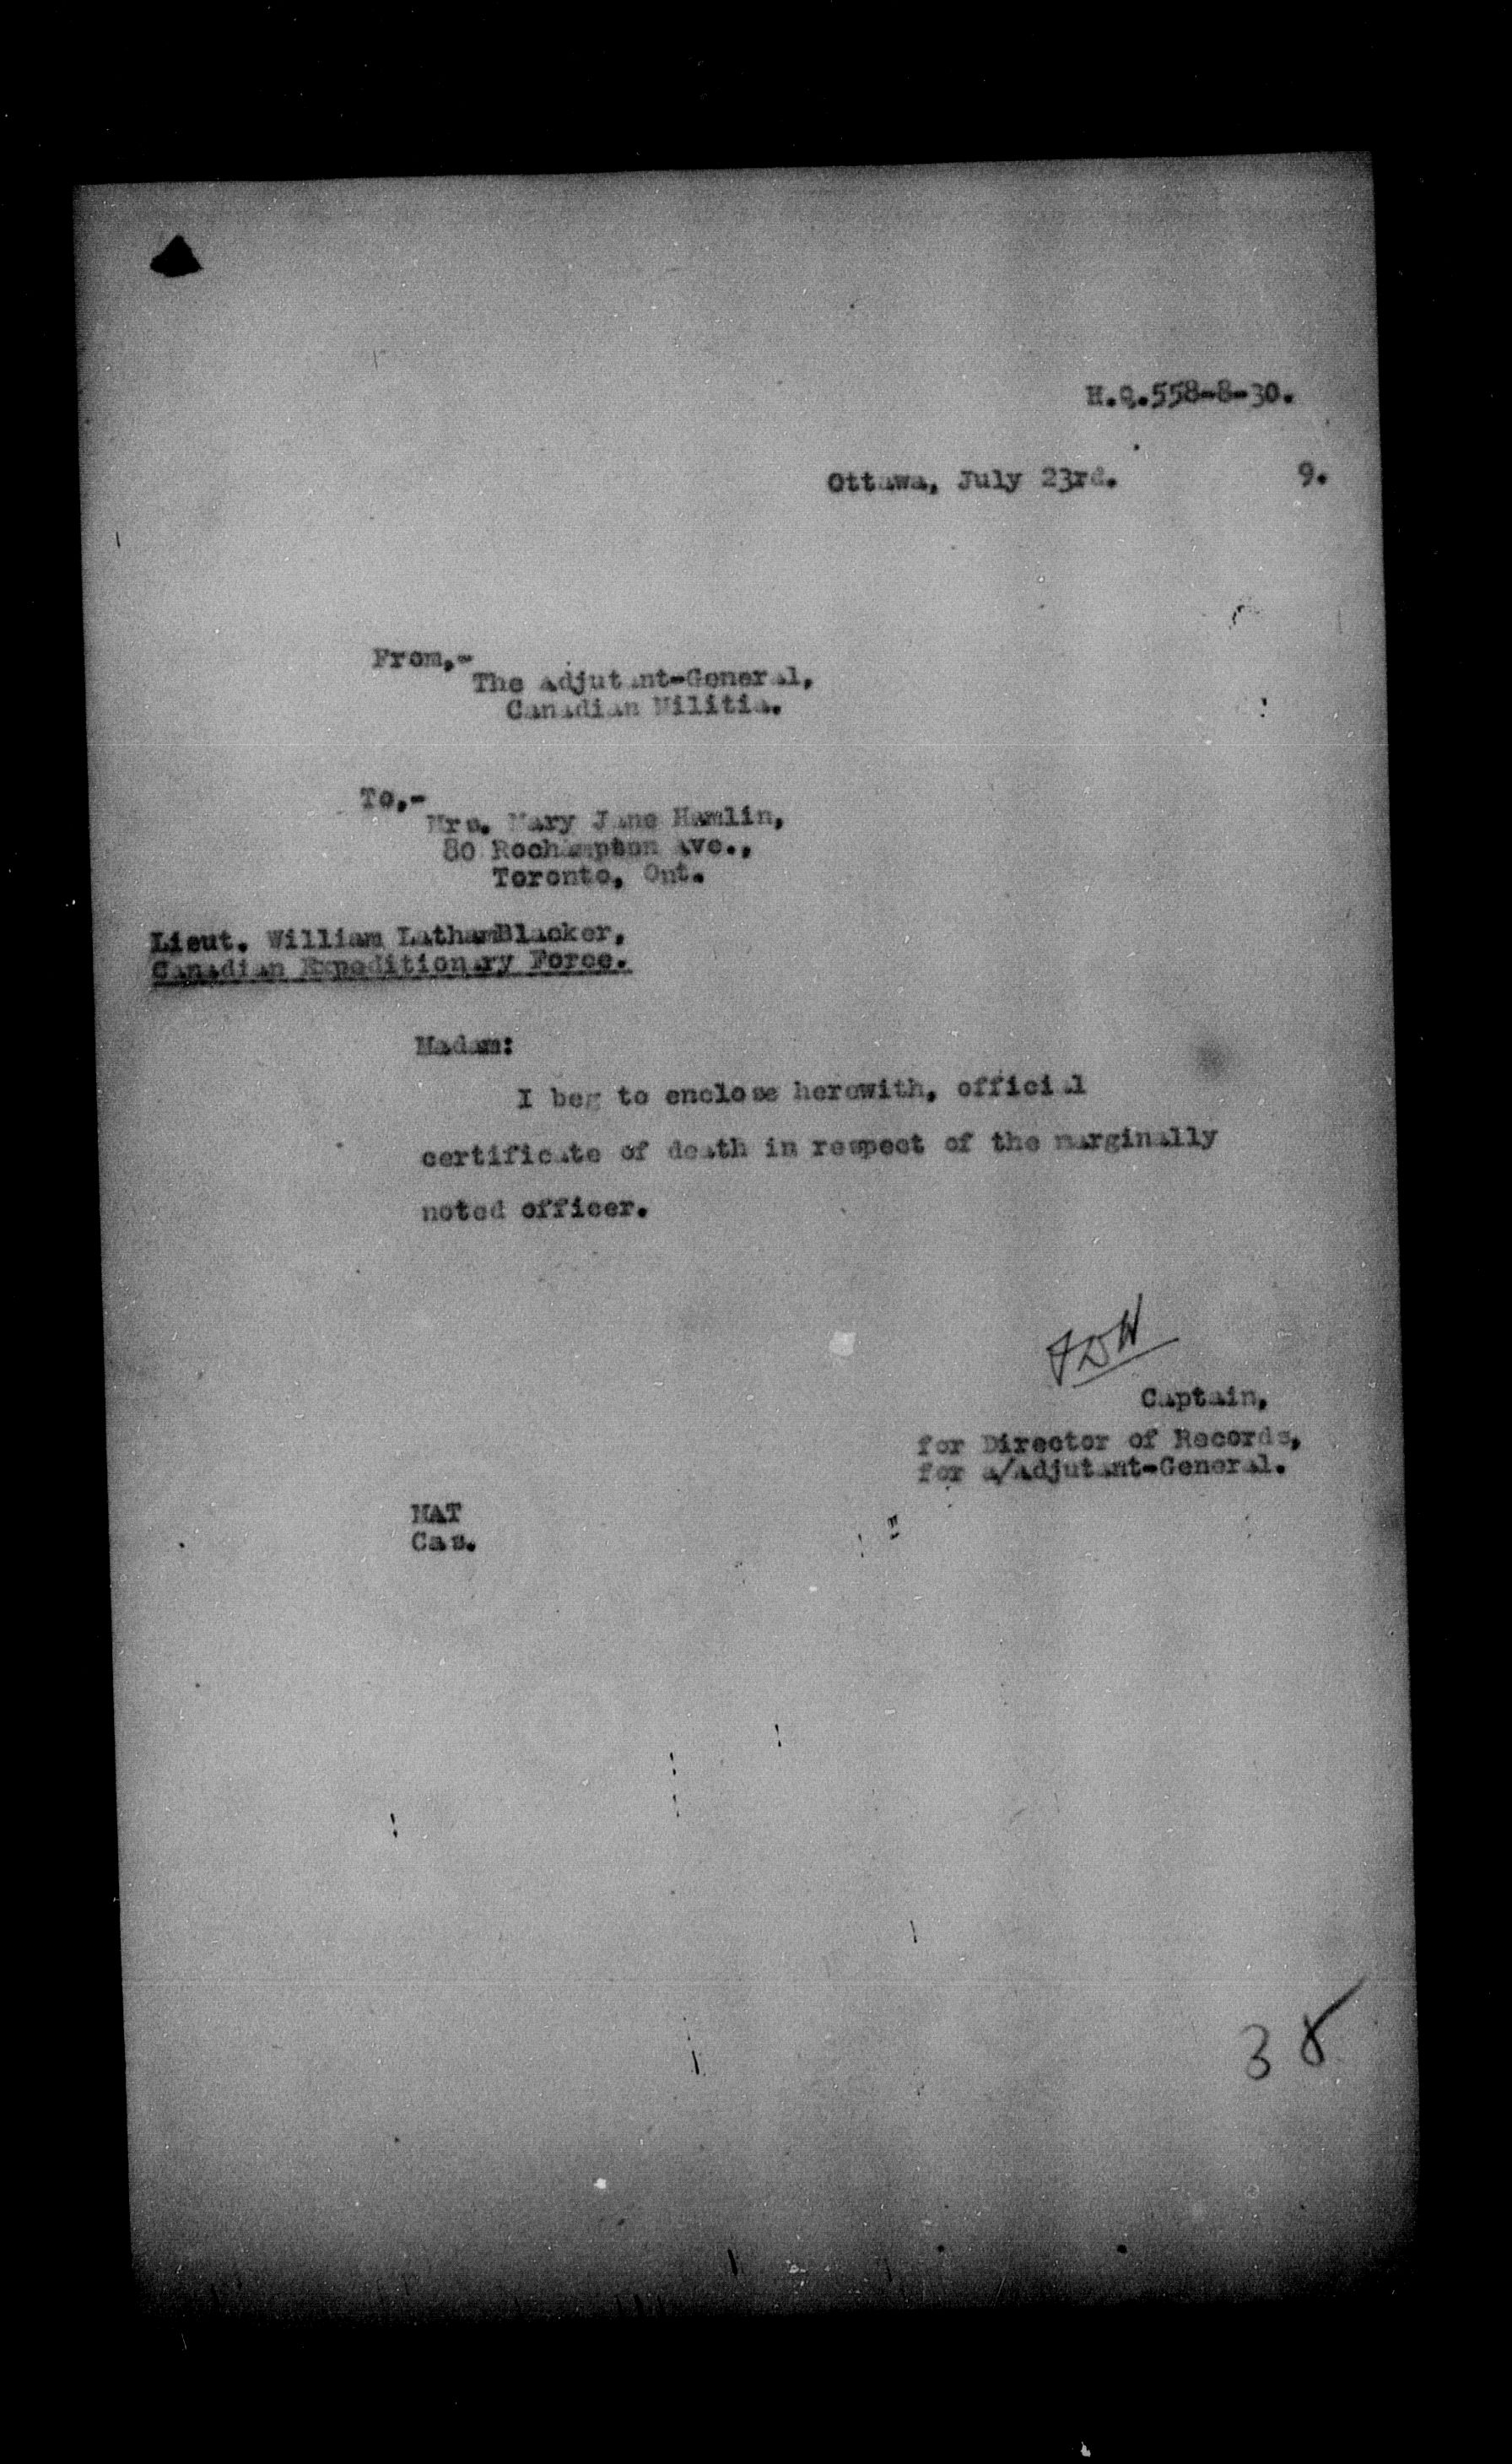 H.Q.558-8-30.
Ottawa, July 23rd. 9.
From,-
The Adjutant-General,
Canadian Militia.
To,-
Mrs. Mary Jane Hamlin,
80 Rochampton Ave.,
Toronto, Ont.
Lieut. William LathamBlacker,
Canadian Expeditionary Force.
Madam:
I beg to enclose herewith, official
certificate of death in respect of the marginally
noted officer.
Captain,
for Director of Records,
for a/Adjutant-General.
MAT
Cas.
38